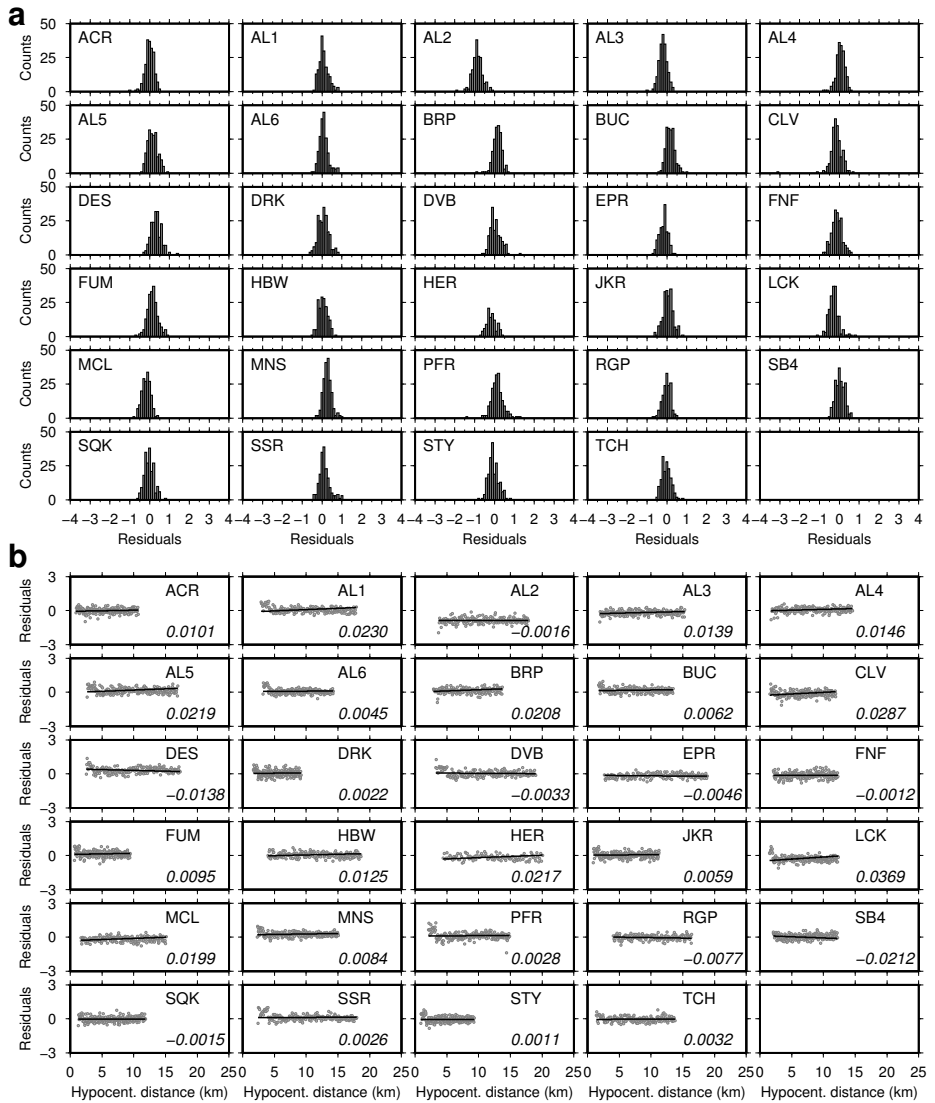 a
50 ACR AL1 AL2 AL3 AL4
Counts 25
0
50 AL5 AL6 BRP BUC CLV
Counts 25
0
50 DES DRK DVB EPR FNF
Counts 25
0
50 FUM HBW HER JKR LCK
Counts 25
0
50 MCL MNS PFR RGP SB4
Counts 25
0
50 SQK SSR STY TCH
Counts 25
0
−4 −3 −2 −1 0 1 2 3 4 −3 −2 −1 0 1 2 3 4 −3 −2 −1 0 1 2 3 4 −3 −2 −1 0 1 2 3 4 −3 −2 −1 0 1 2 3 4
Residuals Residuals Residuals Residuals Residuals
b
3 ACR AL1 AL2 AL3 AL4
Residuals 0
−3 0.0101 0.0230 −0.0016 0.0139 0.0146
3 AL5 AL6 BRP BUC CLV
Residuals 0
−3 0.0219 0.0045 0.0208 0.0062 0.0287
3 DES DRK DVB EPR FNF
Residuals 0
−3 −0.0138 0.0022 −0.0033 −0.0046 −0.0012
3 FUM HBW HER JKR LCK
Residuals 0
−3 0.0095 0.0125 0.0217 0.0059 0.0369
3 MCL MNS PFR RGP SB4
Residuals 0
−3 0.0199 0.0084 0.0028 −0.0077 −0.0212
3 SQK SSR STY TCH
Residuals 0
−3 −0.0015 0.0026 0.0011 0.0032
0 5 10 15 20 25 0 5 10 15 20 25 0 5 10 15 20 25 0 5 10 15 20 25 0 5 10 15 20 25
Hypocent. distance (km) Hypocent. distance (km) Hypocent. distance (km) Hypocent. distance (km) Hypocent. distance (km)